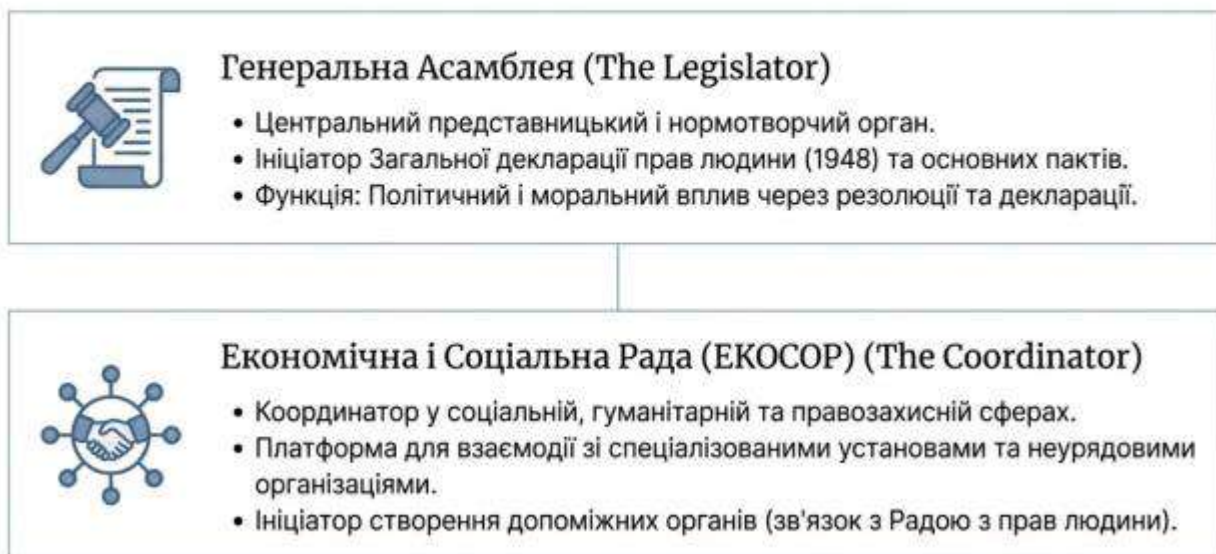 Генеральна Асамблея (The Legislator)
• Центральний представницький і нормотворчий орган.
• Ініціатор Загальної декларації прав людини (1948) та основних пактів.
• Функція: Політичний і моральний вплив через резолюції та декларації.
Економічна і Соціальна Рада (ЕКОСОР) (The Coordinator)
• Координатор у соціальній, гуманітарній та правозахисній сферах.
• Платформа для взаємодії зі спеціалізованими установами та неурядовими
організаціями.
• Ініціатор створення допоміжних органів (зв'язок з Радою з прав людини).